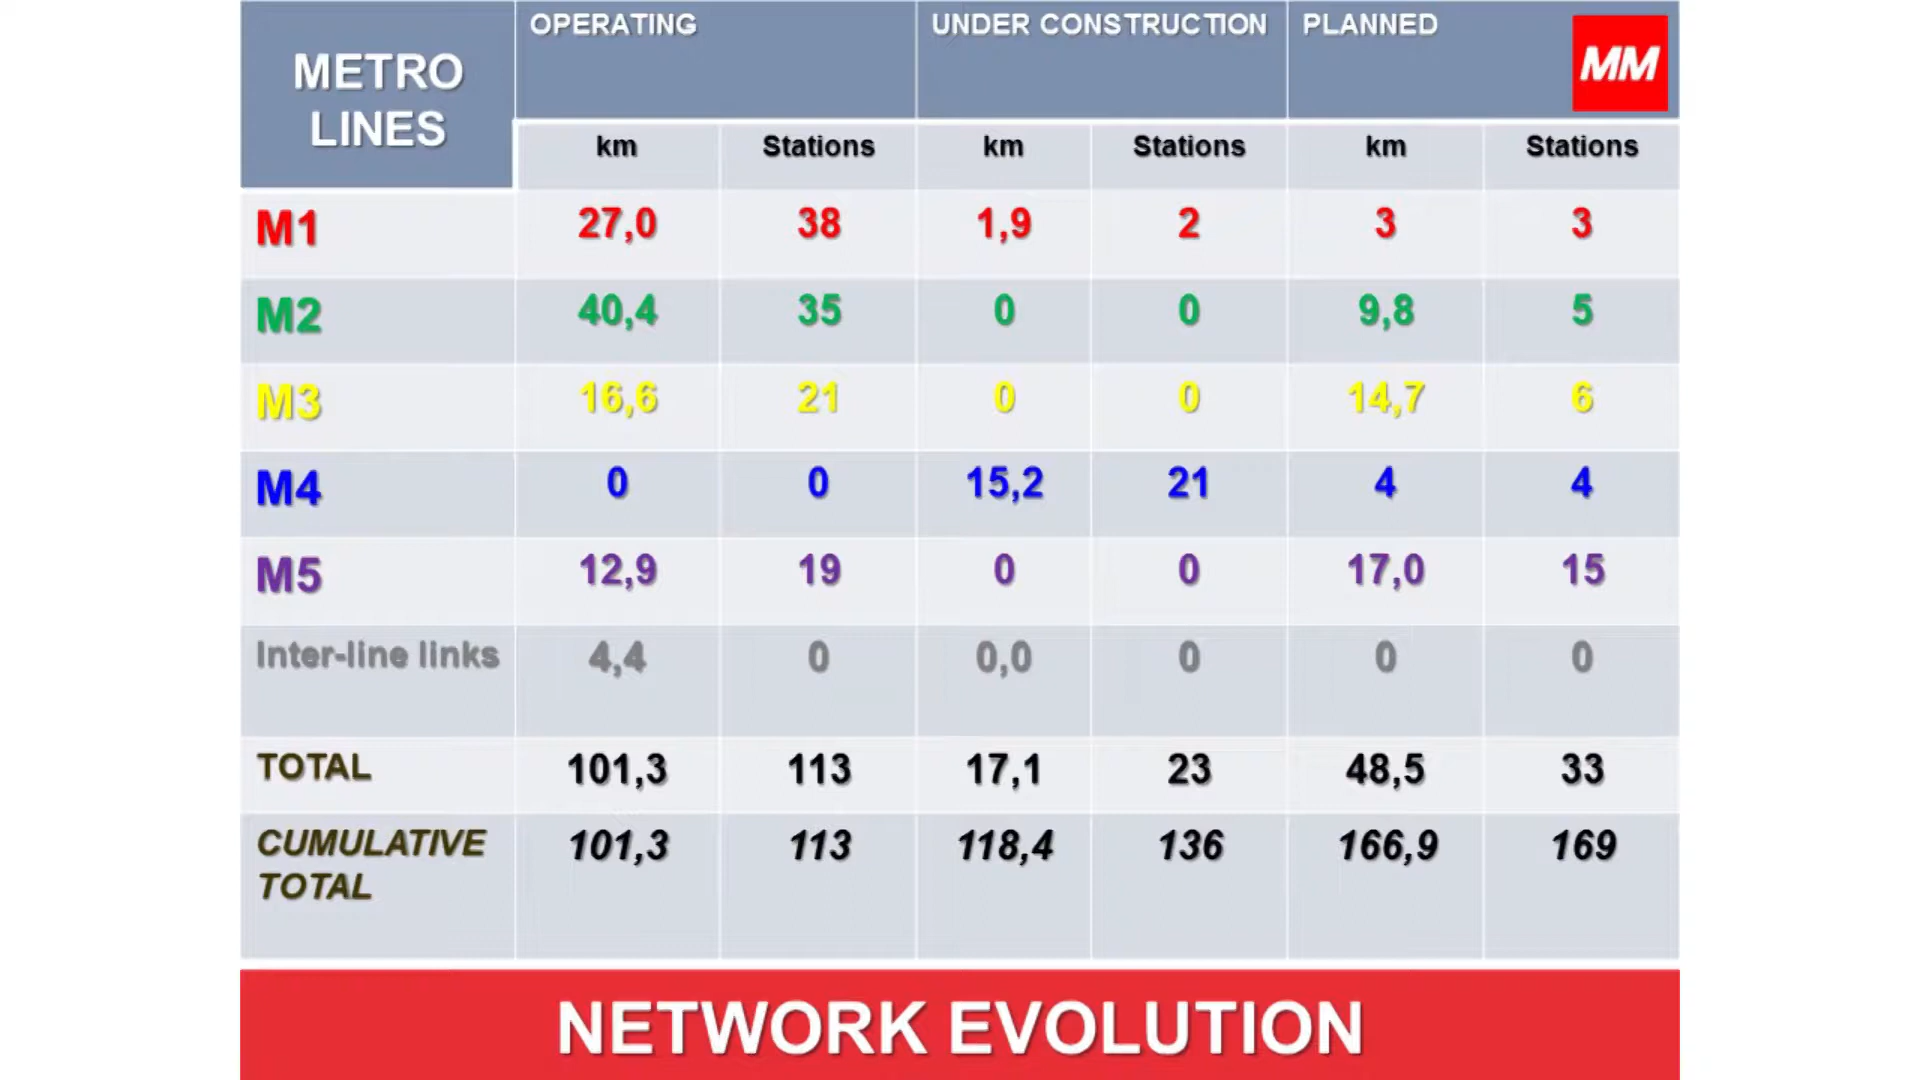 METRO LINES OPERATING UNDER CONSTRUCTION PLANNED MM
km Stations km Stations km Stations
M1 27,0 38 1,9 2 3 3
M2 40,4 35 0 0 9,8 5
M3 16,6 21 0 0 14,7 6
M4 0 0 15,2 21 4 4
M5 12,9 19 0 0 17,0 15
Inter-line links 4,4 0 0,0 0 0 0
TOTAL 101,3 113 17,1 23 48,5 33
CUMULATIVE TOTAL 101,3 113 118,4 136 166,9 169
NETWORK EVOLUTION